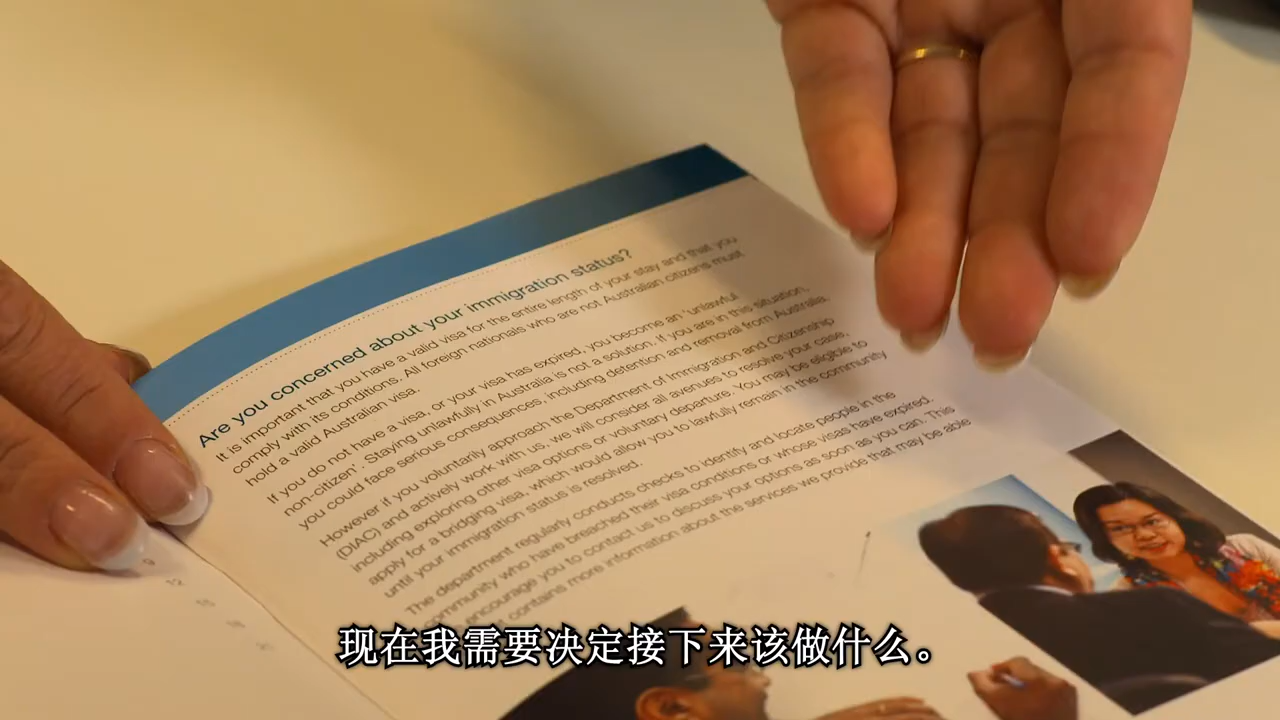 Are you concerned about your immigration status?
It is important that you have a valid visa for the entire length of your stay and that you
comply with its conditions. All foreign nationals who are not Australian citizens must
hold a valid Australian visa.
If you do not have a visa, or your visa has expired, you become an 'unlawful
non-citizen'. Staying unlawfully in Australia is not a solution. If you are in this situation,
you could face serious consequences, including detention and removal from Australia.
However if you voluntarily approach the Department of Immigration and Citizenship
(DIAC) and actively work with us, we will consider all avenues to resolve your case,
including exploring other visa options or voluntary departure. You may be eligible to
apply for a bridging visa, which would allow you to lawfully remain in the community
until your immigration status is resolved.
The department regularly conducts checks to identify and locate people in the
community who have breached their visa conditions or whose visas have expired.
encourage you to contact us to discuss your options as soon as you can. This
contains more information about the services we provide that may be able
9
12
现在我需要决定接下来该做什么。